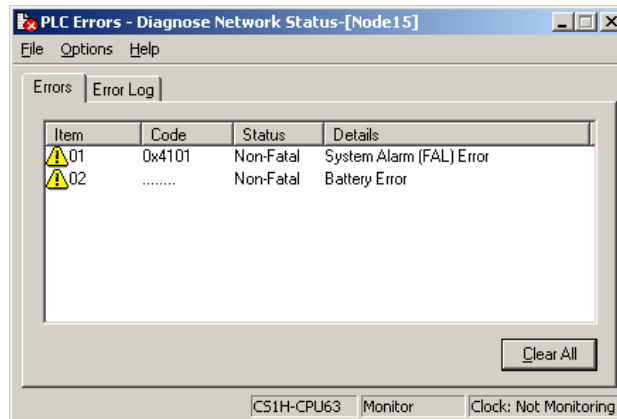 PLC Errors - Diagnose Network Status-[Node15]
File Options Help
Errors Error Log
Item Code Status Details
01 0x4101 Non-Fatal System Alarm (FAL) Error
02 ........ Non-Fatal Battery Error
Clear All
CS1H-CPU63 Monitor Clock: Not Monitoring